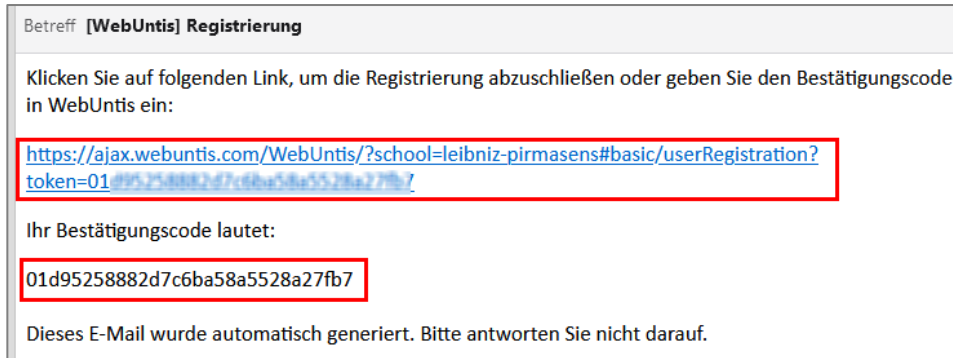 Betreff [WebUntis] Registrierung
Klicken Sie auf folgenden Link, um die Registrierung abzuschließen oder geben Sie den Bestätigungscode
in WebUntis ein:
https://ajax.webuntis.com/WebUntis/?school=leibniz-pirmasens#basic/userRegistration?
token=01
Ihr Bestätigungscode lautet:
01d95258882d7c6ba58a5528a27fb7
Dieses E-Mail wurde automatisch generiert. Bitte antworten Sie nicht darauf.